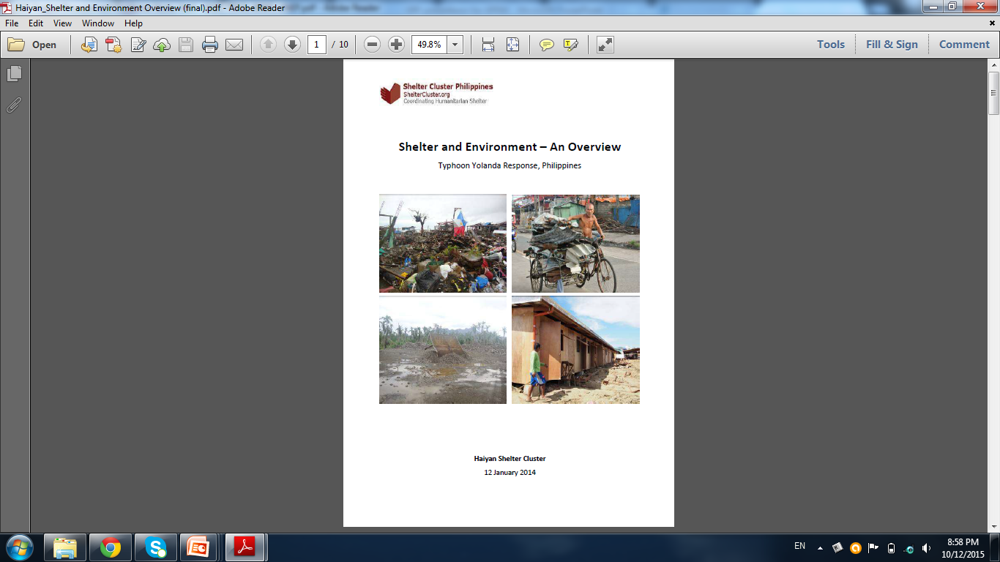 Haiyan_Shelter and Environment Overview (final).pdf - Adobe Reader
File Edit View Window Help
Open 1 / 10 49.8% Tools Fill & Sign Comment
Shelter Cluster Philippines
ShelterCluster.org
Coordinating Humanitarian Shelter
Shelter and Environment – An Overview
Typhoon Yolanda Response, Philippines
Haiyan Shelter Cluster
12 January 2014
EN 8:58 PM
10/12/2015